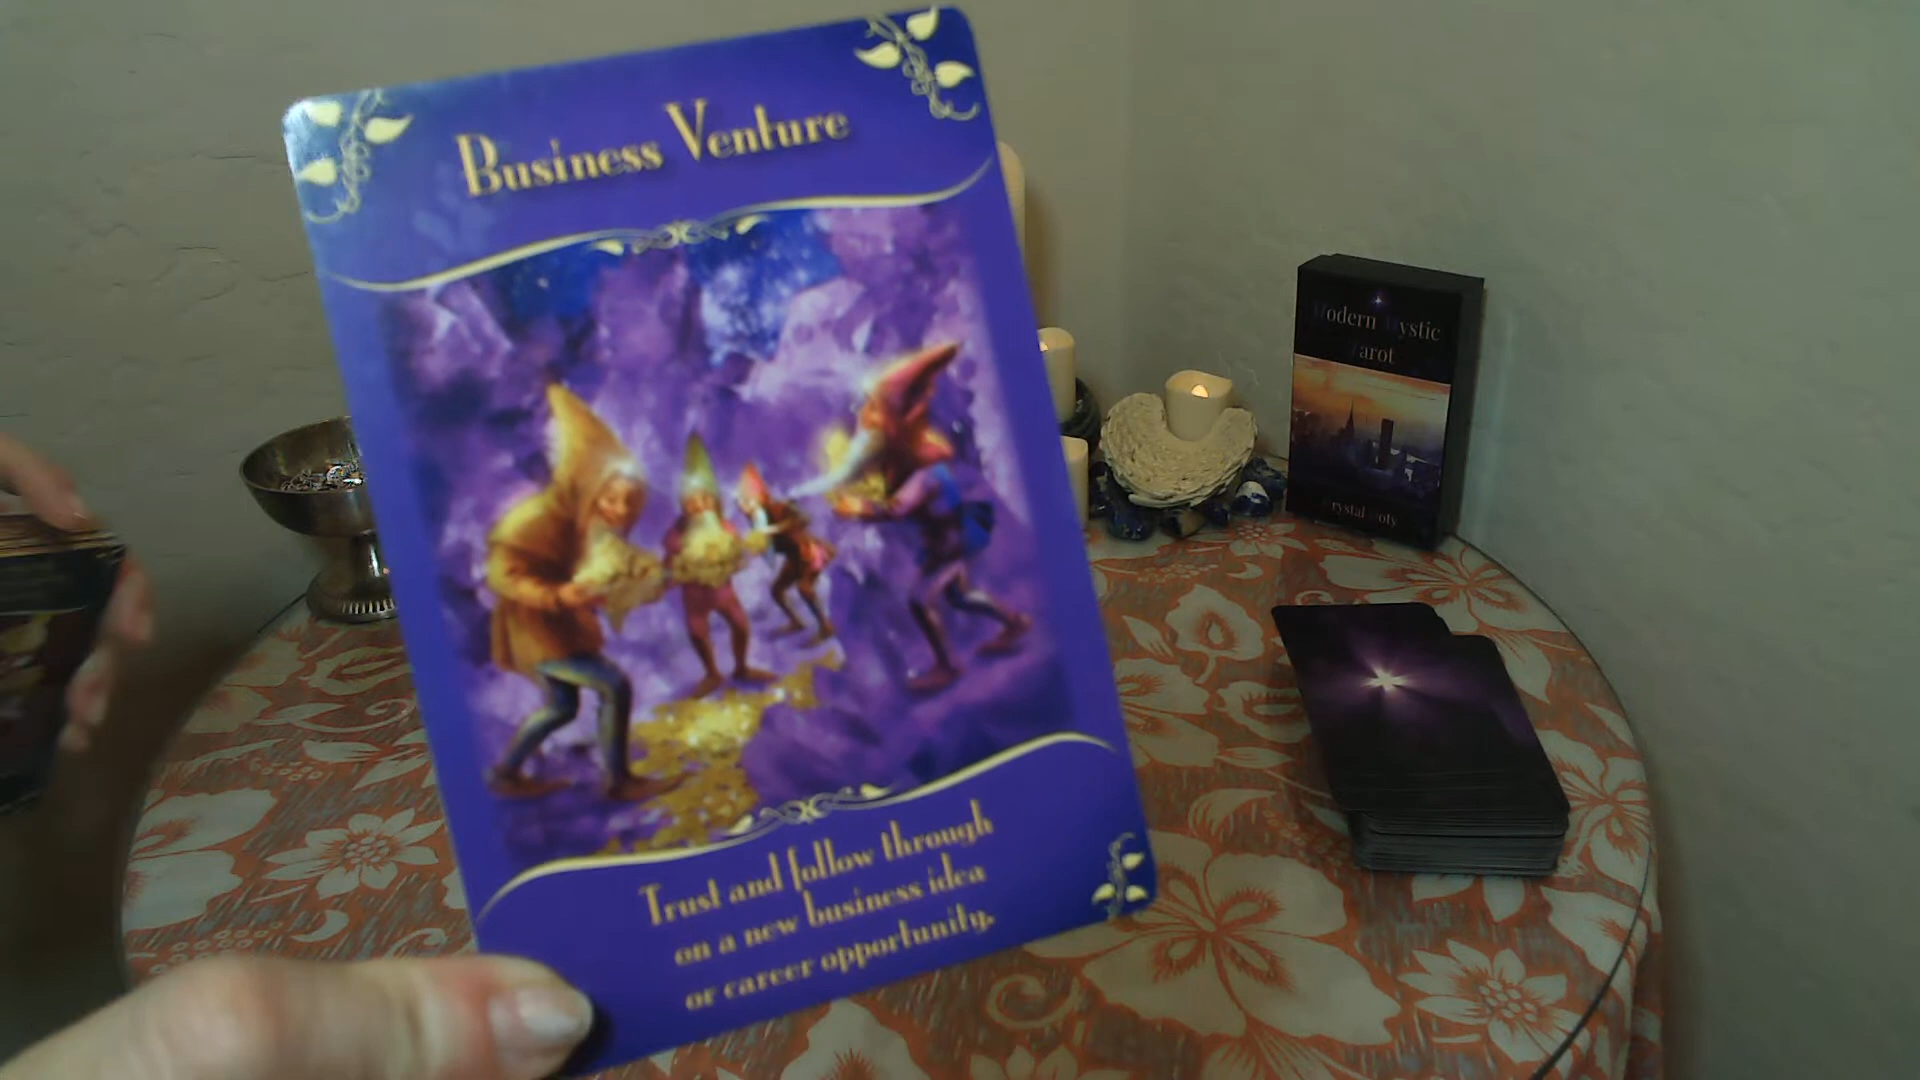 Business Venture
Trust and follow through
on a new business idea
or career opportunity.
Modern Mystic
Tarot